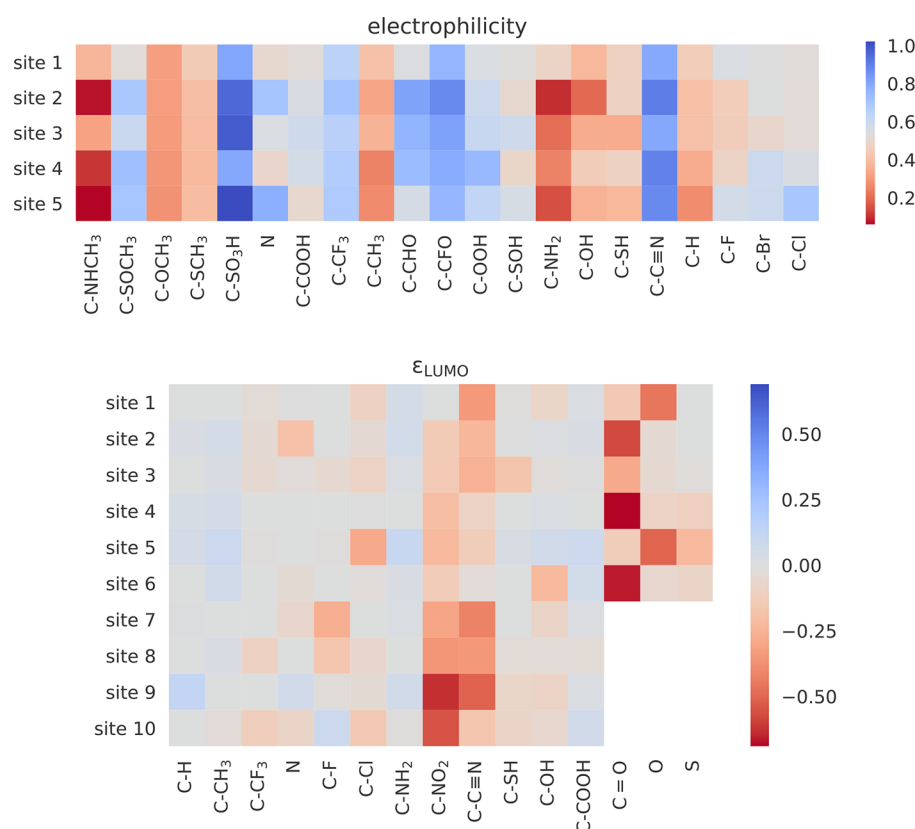 electrophilicity
site 1
site 2
site 3
site 4
site 5
C-NHCH₃
C-SOCH₃
C-OCH₃
C-SCH₃
C-SO₃H
N
C-COOH
C-CF₃
C-CH₃
C-CHO
C-CFO
C-OOH
C-SOH
C-NH₂
C-OH
C-SH
C-C≡N
C-H
C-F
C-Br
C-Cl
1.0
0.8
0.6
0.4
0.2
ε_LUMO
site 1
site 2
site 3
site 4
site 5
site 6
site 7
site 8
site 9
site 10
C-H
C-CH₃
C-CF₃
N
C-F
C-Cl
C-NH₂
C-NO₂
C-C≡N
C-SH
C-OH
C-COOH
C=O
O
S
0.50
0.25
0.00
−0.25
−0.50